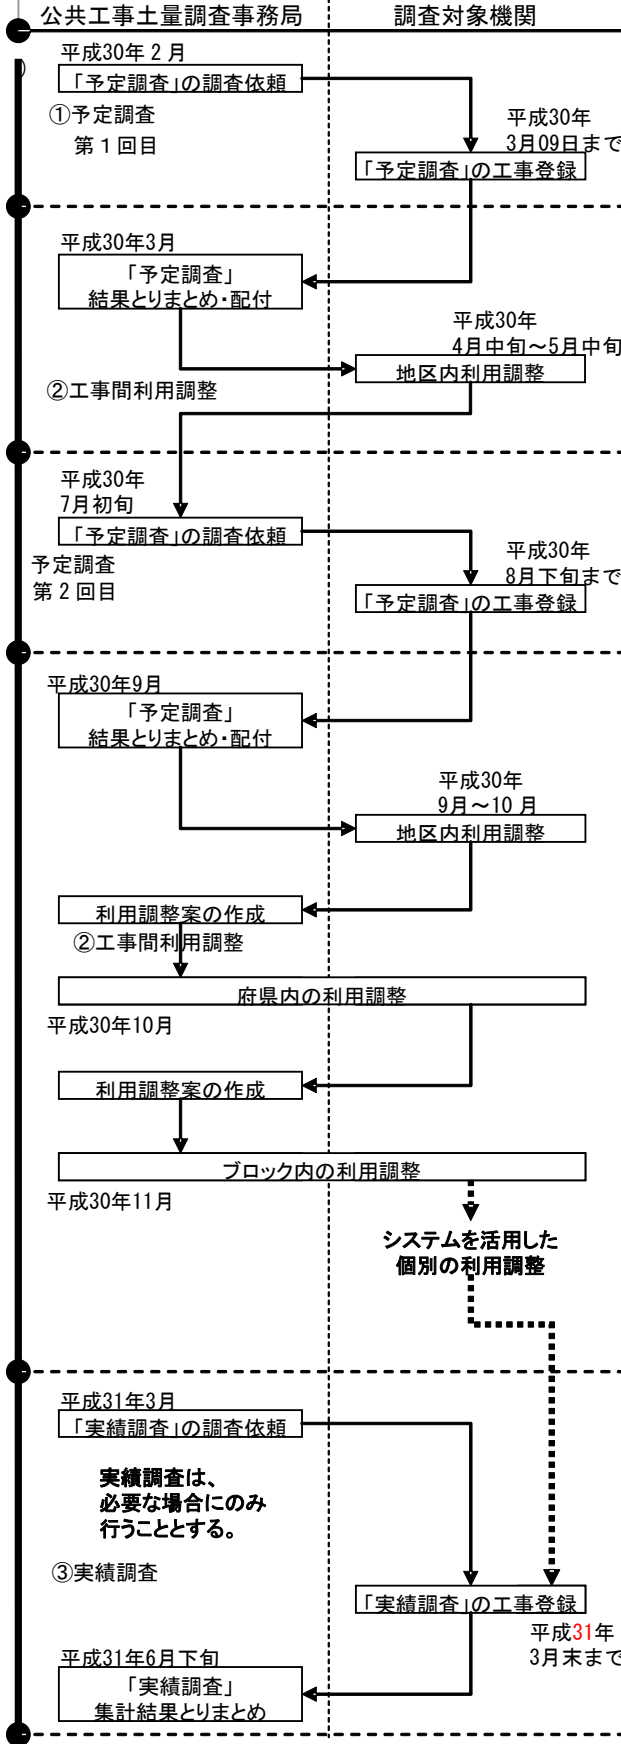 公共工事土量調査事務局
調査対象機関
平成30年２月
「予定調査」の調査依頼
①予定調査
第１回目
平成30年
3月09日まで
「予定調査」の工事登録
平成30年3月
「予定調査」
結果とりまとめ・配付
平成30年
4月中旬～5月中旬
地区内利用調整
②工事間利用調整
平成30年
7月初旬
「予定調査」の調査依頼
予定調査
第２回目
平成30年
8月下旬まで
「予定調査」の工事登録
平成30年9月
「予定調査」
結果とりまとめ・配付
平成30年
9月～10 月
地区内利用調整
利用調整案の作成
②工事間利用調整
府県内の利用調整
平成30年10月
利用調整案の作成
ブロック内の利用調整
平成30年11月
システムを活用した
個別の利用調整
平成31年3月
「実績調査」の調査依頼
実績調査は、
必要な場合にのみ
行うこととする。
③実績調査
「実績調査」の工事登録
平成31年
3月末まで
平成31年6月下旬
「実績調査」
集計結果とりまとめ